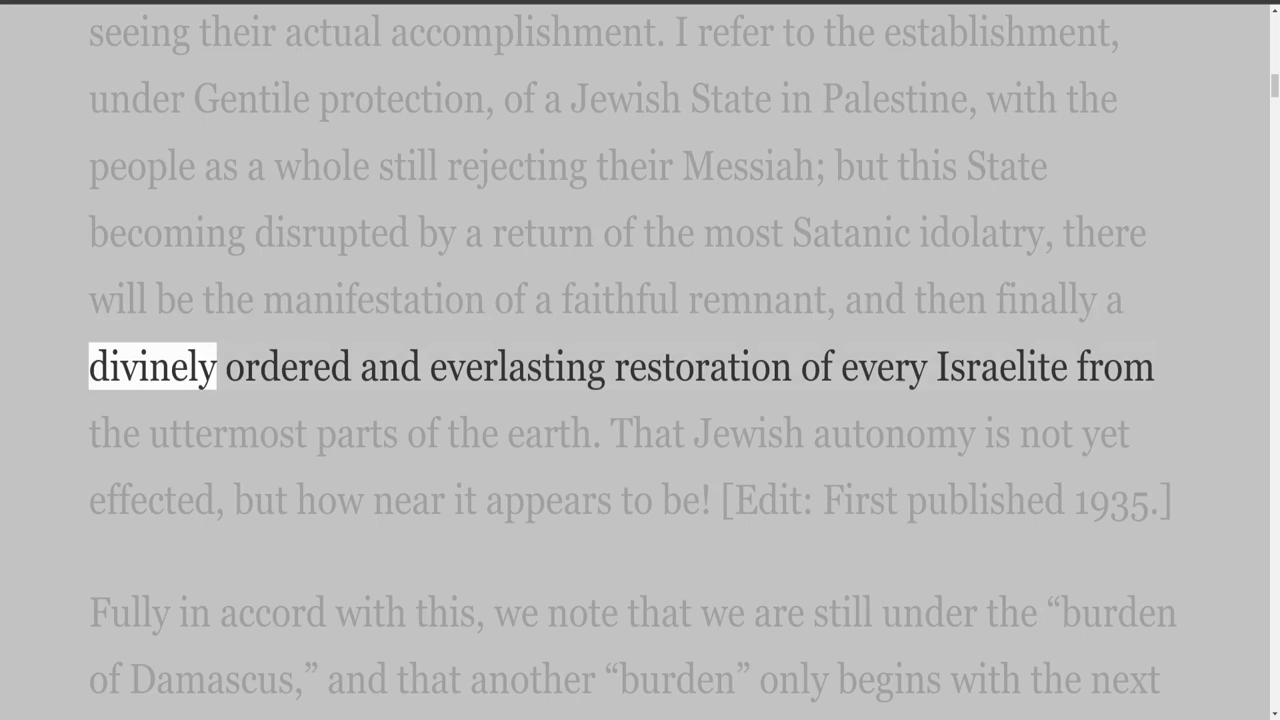 seeing their actual accomplishment. I refer to the establishment,
under Gentile protection, of a Jewish State in Palestine, with the
people as a whole still rejecting their Messiah; but this State
becoming disrupted by a return of the most Satanic idolatry, there
will be the manifestation of a faithful remnant, and then finally a
divinely ordered and everlasting restoration of every Israelite from
the uttermost parts of the earth. That Jewish autonomy is not yet
effected, but how near it appears to be! [Edit: First published 1935.]
Fully in accord with this, we note that we are still under the “burden
of Damascus,” and that another “burden” only begins with the next